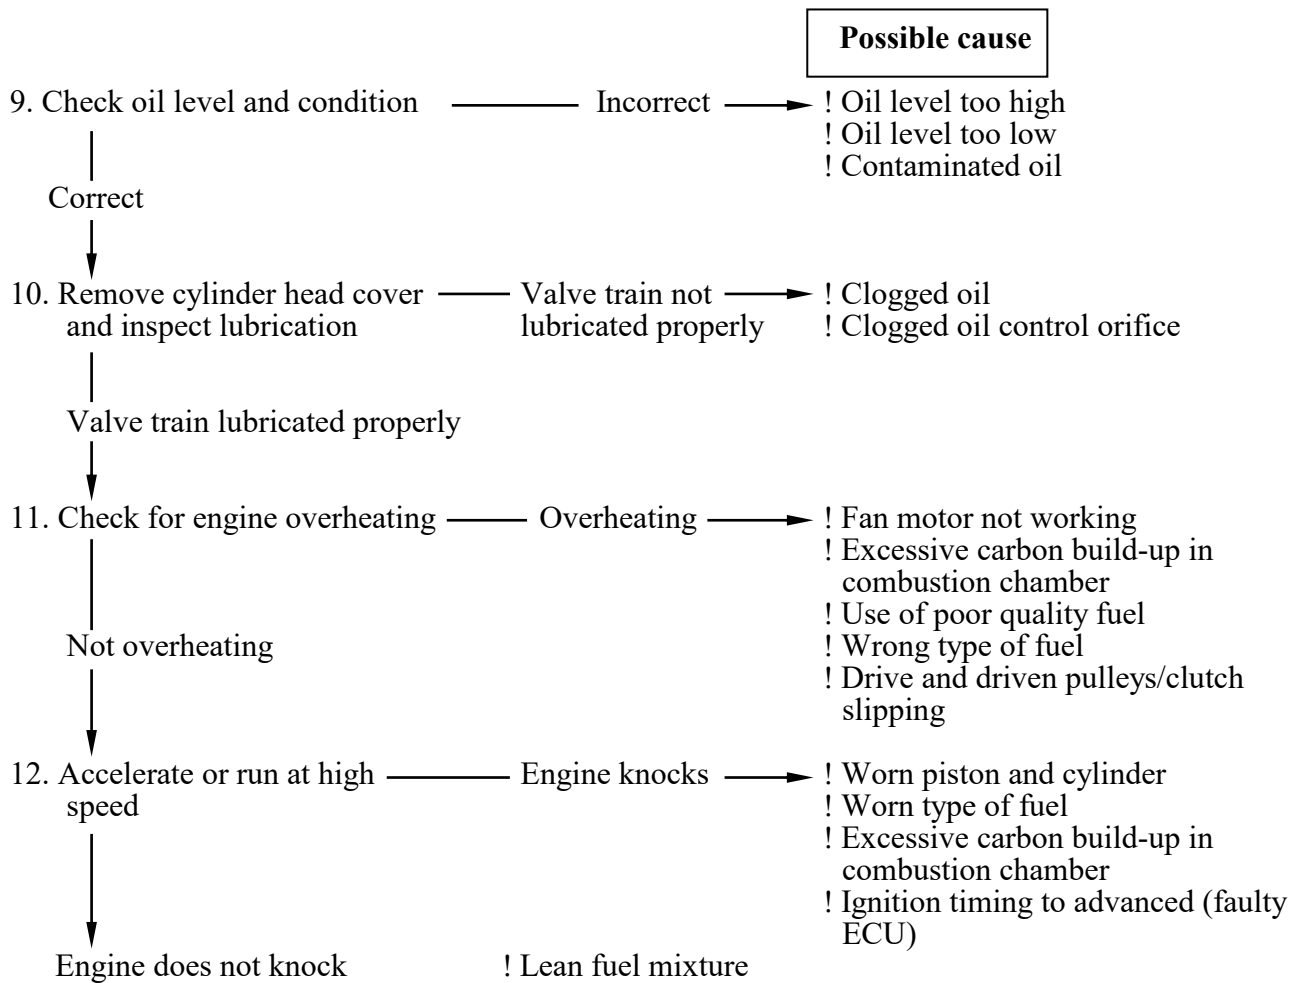 Possible cause
9. Check oil level and condition Incorrect ! Oil level too high
! Oil level too low
! Contaminated oil
Correct
10. Remove cylinder head cover Valve train not ! Clogged oil
and inspect lubrication lubricated properly ! Clogged oil control orifice
Valve train lubricated properly
11. Check for engine overheating Overheating ! Fan motor not working
! Excessive carbon build-up in
combustion chamber
! Use of poor quality fuel
Not overheating ! Wrong type of fuel
! Drive and driven pulleys/clutch
slipping
12. Accelerate or run at high Engine knocks ! Worn piston and cylinder
speed ! Worn type of fuel
! Excessive carbon build-up in
combustion chamber
! Ignition timing to advanced (faulty
ECU)
Engine does not knock ! Lean fuel mixture